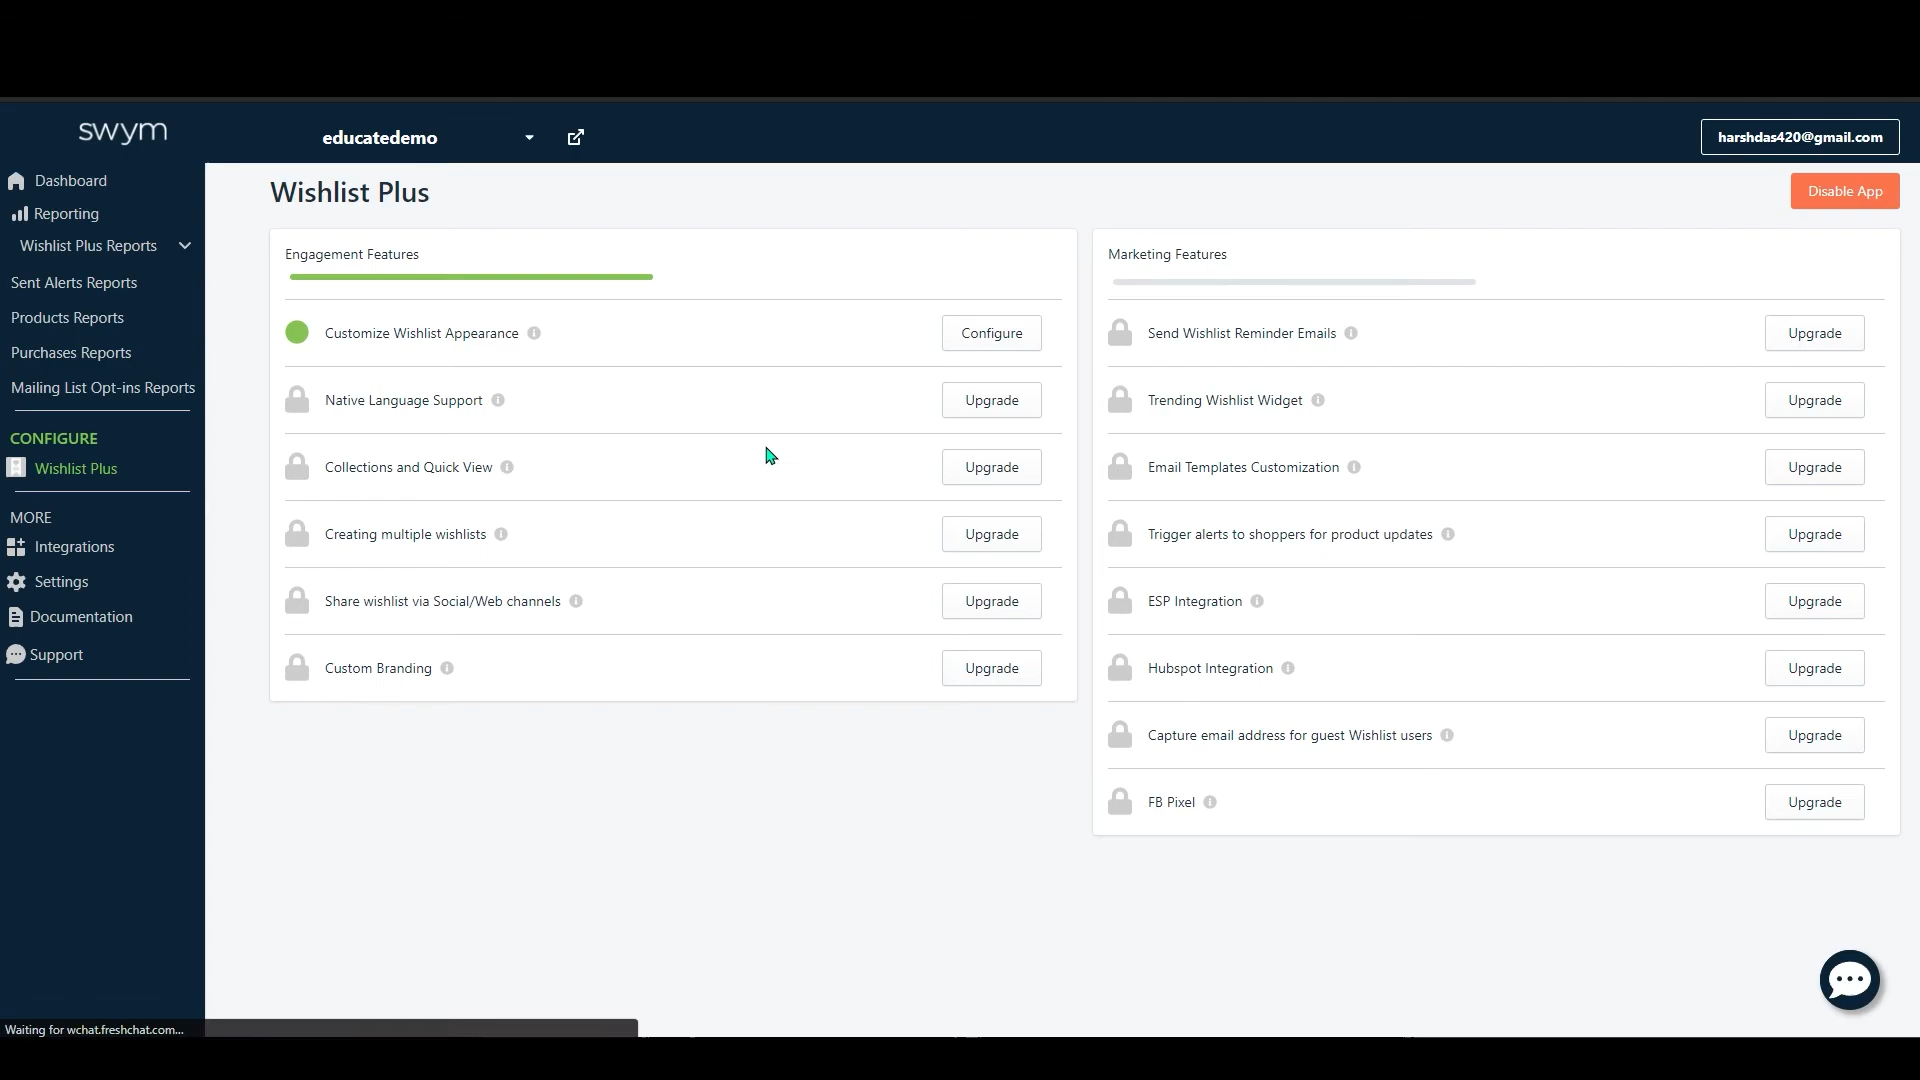 swym
educatedemo
harshdas420@gmail.com
Dashboard
Reporting
Wishlist Plus Reports
Sent Alerts Reports
Products Reports
Purchases Reports
Mailing List Opt-ins Reports
CONFIGURE
Wishlist Plus
MORE
Integrations
Settings
Documentation
Support
Waiting for wchat.freshchat.com...
Wishlist Plus
Disable App
Engagement Features
Customize Wishlist Appearance
Configure
Native Language Support
Upgrade
Collections and Quick View
Upgrade
Creating multiple wishlists
Upgrade
Share wishlist via Social/Web channels
Upgrade
Custom Branding
Upgrade
Marketing Features
Send Wishlist Reminder Emails
Upgrade
Trending Wishlist Widget
Upgrade
Email Templates Customization
Upgrade
Trigger alerts to shoppers for product updates
Upgrade
ESP Integration
Upgrade
Hubspot Integration
Upgrade
Capture email address for guest Wishlist users
Upgrade
FB Pixel
Upgrade